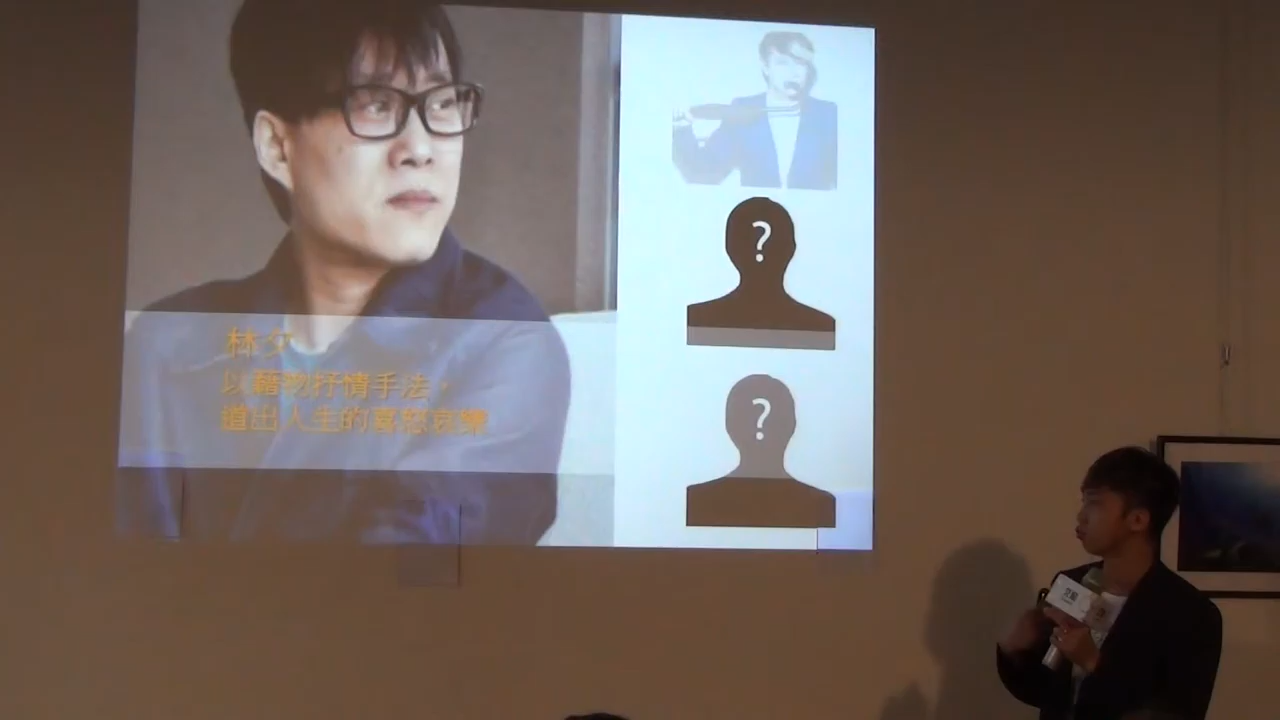 林夕
以藉物抒情手法，
道出人生的喜怒哀樂
?
?